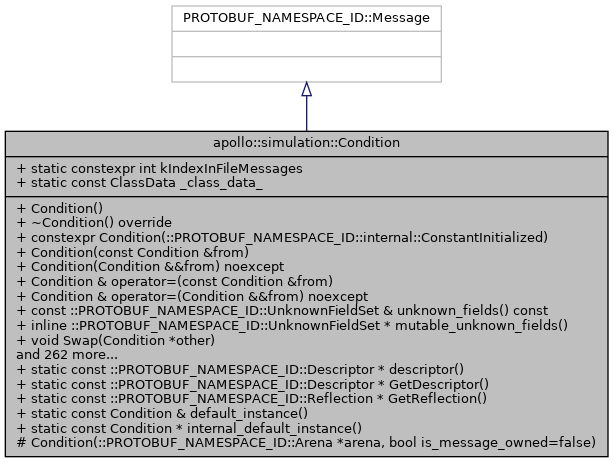 PROTOBUF_NAMESPACE_ID::Message
apollo::simulation::Condition
+ static constexpr int kIndexInFileMessages
+ static const ClassData _class_data_
+ Condition()
+ ~Condition() override
+ constexpr Condition(::PROTOBUF_NAMESPACE_ID::internal::ConstantInitialized)
+ Condition(const Condition &from)
+ Condition(Condition &&from) noexcept
+ Condition & operator=(const Condition &from)
+ Condition & operator=(Condition &&from) noexcept
+ const ::PROTOBUF_NAMESPACE_ID::UnknownFieldSet & unknown_fields() const
+ inline ::PROTOBUF_NAMESPACE_ID::UnknownFieldSet * mutable_unknown_fields()
+ void Swap(Condition *other)
and 262 more...
+ static const ::PROTOBUF_NAMESPACE_ID::Descriptor * descriptor()
+ static const ::PROTOBUF_NAMESPACE_ID::Descriptor * GetDescriptor()
+ static const ::PROTOBUF_NAMESPACE_ID::Reflection * GetReflection()
+ static const Condition & default_instance()
+ static const Condition * internal_default_instance()
# Condition(::PROTOBUF_NAMESPACE_ID::Arena *arena, bool is_message_owned=false)